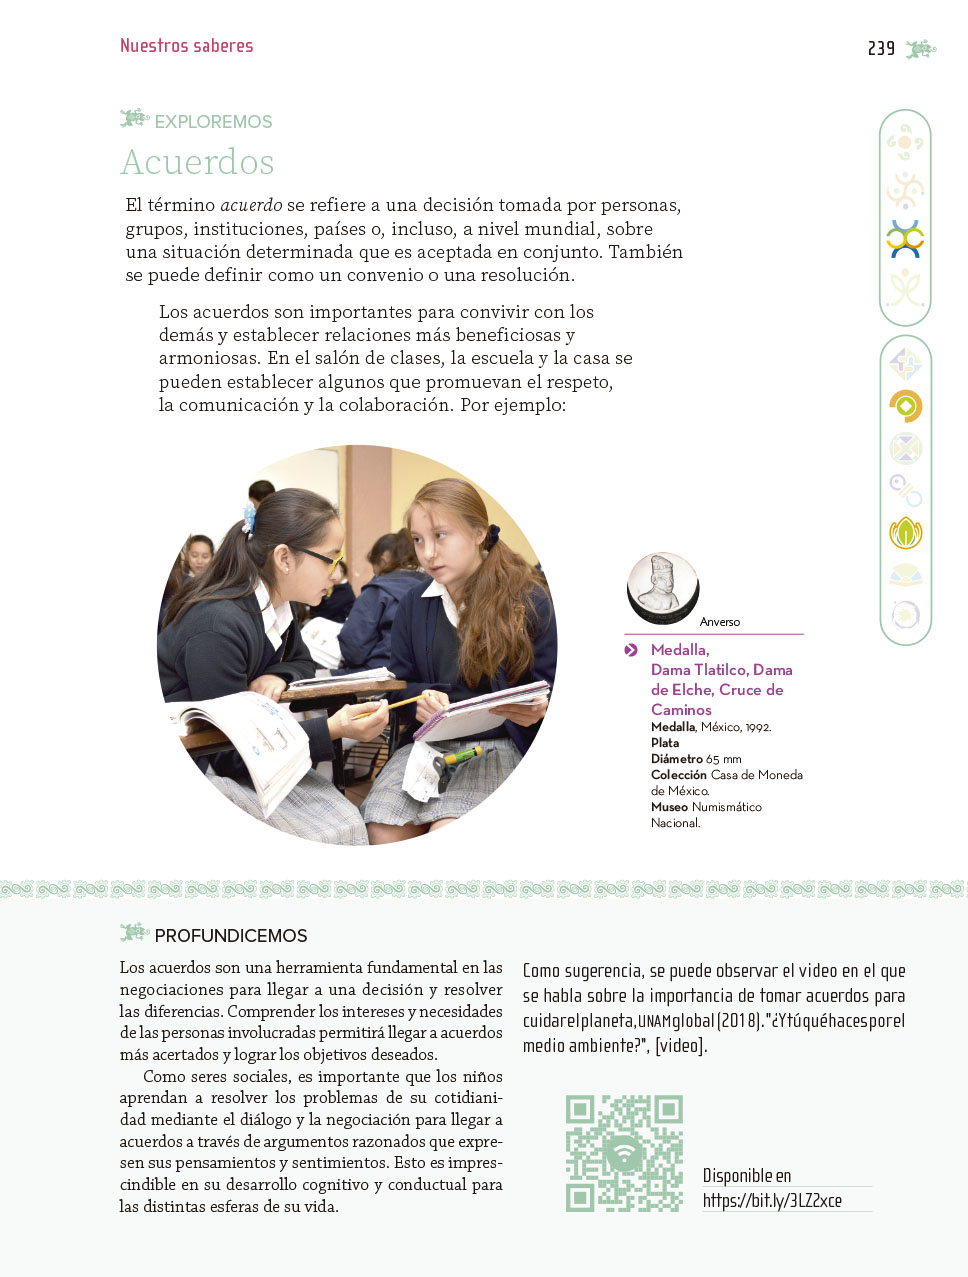 Nuestros saberes
239
EXPLOREMOS
Acuerdos
El término acuerdo se refiere a una decisión tomada por personas,
grupos, instituciones, países o, incluso, a nivel mundial, sobre
una situación determinada que es aceptada en conjunto. También
se puede definir como un convenio o una resolución.
Los acuerdos son importantes para convivir con los
demás y establecer relaciones más beneficiosas y
armoniosas. En el salón de clases, la escuela y la casa se
pueden establecer algunos que promuevan el respeto,
la comunicación y la colaboración. Por ejemplo:
Anverso
Medalla,
Dama Tlatilco, Dama
de Elche, Cruce de
Caminos
Medalla, México, 1992.
Plata
Diámetro 65 mm
Colección Casa de Moneda
de México.
Museo Numismático
Nacional.
PROFUNDICEMOS
Los acuerdos son una herramienta fundamental en las
negociaciones para llegar a una decisión y resolver
las diferencias. Comprender los intereses y necesidades
de las personas involucradas permitirá llegar a acuerdos
más acertados y lograr los objetivos deseados.
Como seres sociales, es importante que los niños
aprendan a resolver los problemas de su cotidiani-
dad mediante el diálogo y la negociación para llegar a
acuerdos a través de argumentos razonados que expre-
sen sus pensamientos y sentimientos. Esto es impres-
cindible en su desarrollo cognitivo y conductual para
las distintas esferas de su vida.
Como sugerencia, se puede observar el video en el que
se habla sobre la importancia de tomar acuerdos para
cuidar el planeta, UNAM global (2018). "¿Y tú qué haces por el
medio ambiente?", [video].
Disponible en
https://bit.ly/3LZ2xce